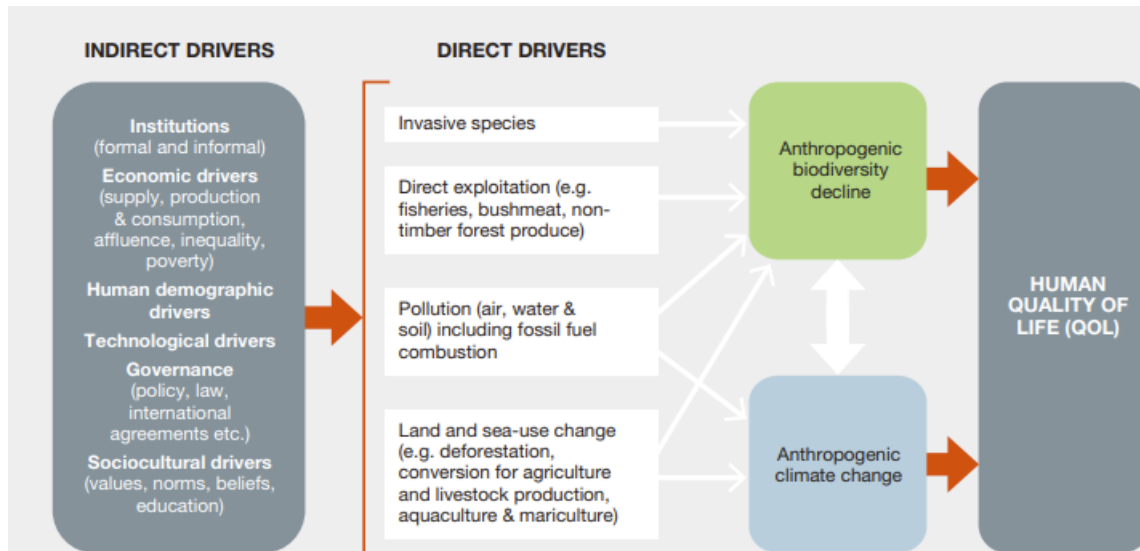 INDIRECT DRIVERS
Institutions
(formal and informal)
Economic drivers
(supply, production
& consumption,
affluence, inequality,
poverty)
Human demographic
drivers
Technological drivers
Governance
(policy, law,
international
agreements etc.)
Sociocultural drivers
(values, norms, beliefs,
education)
DIRECT DRIVERS
Invasive species
Direct exploitation (e.g.
fisheries, bushmeat, non-
timber forest produce)
Pollution (air, water &
soil) including fossil fuel
combustion
Land and sea-use change
(e.g. deforestation,
conversion for agriculture
and livestock production,
aquaculture & mariculture)
Anthropogenic
biodiversity
decline
Anthropogenic
climate change
HUMAN
QUALITY OF
LIFE (QOL)